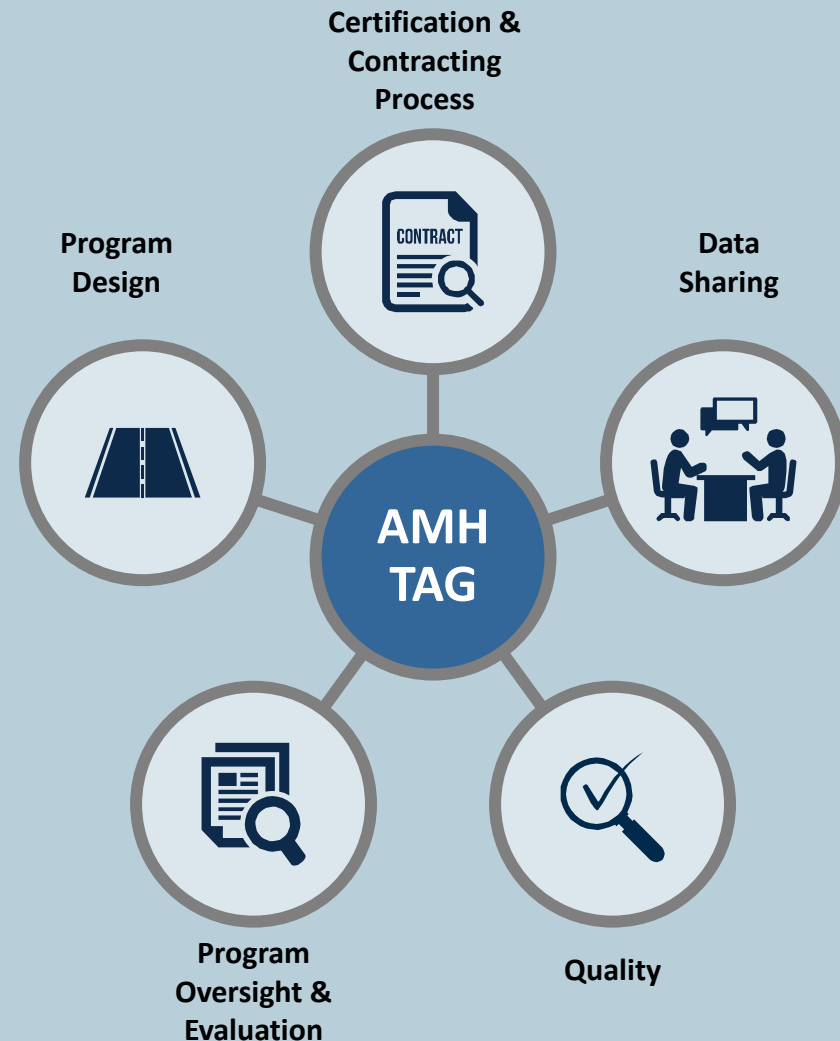 Certification &
Contracting
Process
CONTRACT
Program
Design
Data
Sharing
AMH
TAG
Program
Oversight &
Evaluation
Quality